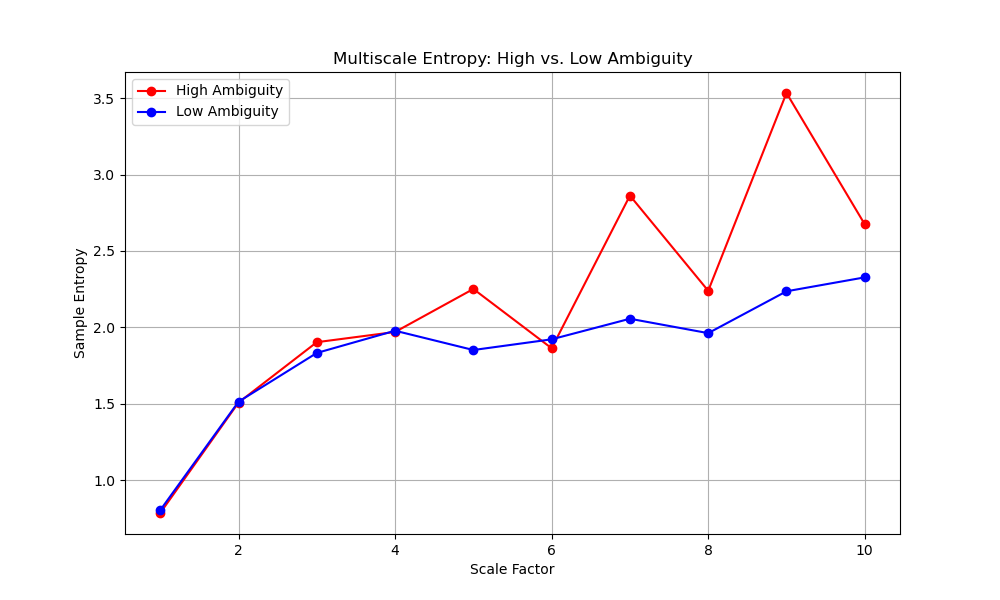 Multiscale Entropy: High vs. Low Ambiguity
High Ambiguity
Low Ambiguity
Sample Entropy
3.5
3.0
2.5
2.0
1.5
1.0
2
4
6
8
10
Scale Factor